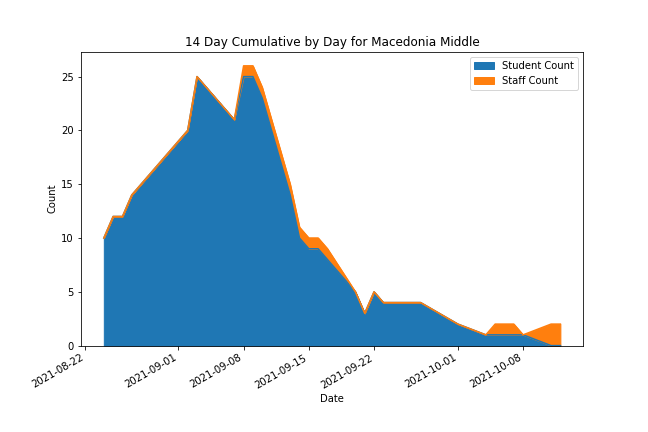 14 Day Cumulative by Day for Macedonia Middle
Student Count
Staff Count
25
20
15
10
5
0
Count
2021-08-22
2021-09-01
2021-09-08
2021-09-15
2021-09-22
2021-10-01
2021-10-08
Date